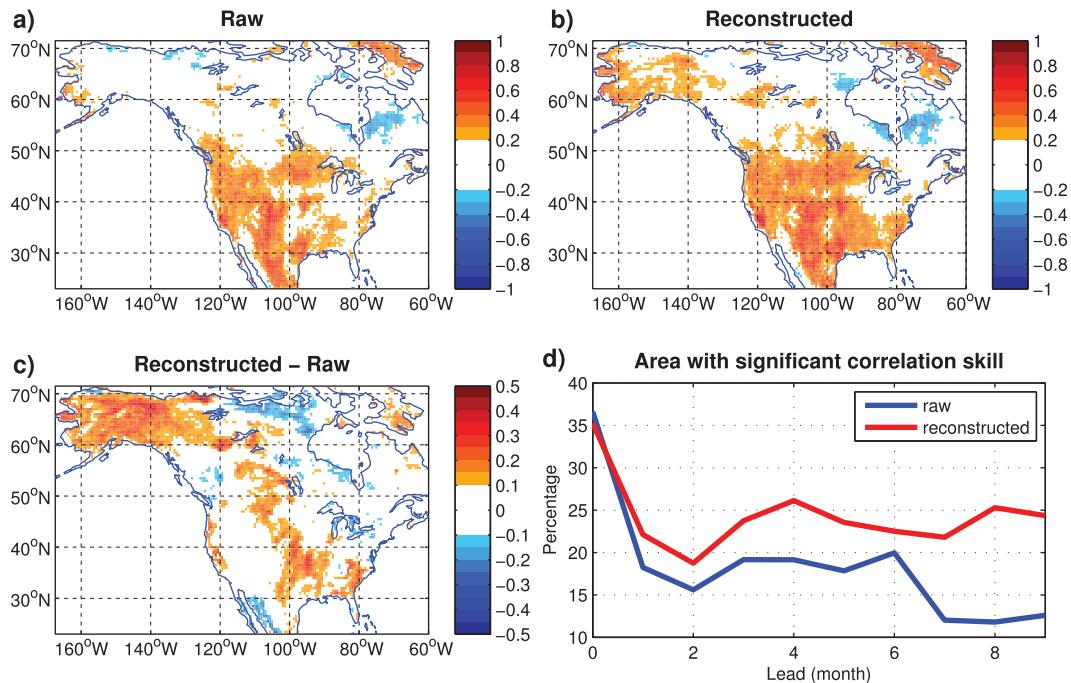 a) Raw
70°N
60°N
50°N
40°N
30°N
160°W 140°W 120°W 100°W 80°W 60°W
1
0.8
0.6
0.4
0.2
0
−0.2
−0.4
−0.6
−0.8
−1
b) Reconstructed
70°N
60°N
50°N
40°N
30°N
160°W 140°W 120°W 100°W 80°W 60°W
1
0.8
0.6
0.4
0.2
0
−0.2
−0.4
−0.6
−0.8
−1
c) Reconstructed − Raw
70°N
60°N
50°N
40°N
30°N
160°W 140°W 120°W 100°W 80°W 60°W
0.5
0.4
0.3
0.2
0.1
0
−0.1
−0.2
−0.3
−0.4
−0.5
d) Area with significant correlation skill
raw
reconstructed
Percentage
40
35
30
25
20
15
10
0 2 4 6 8
Lead (month)